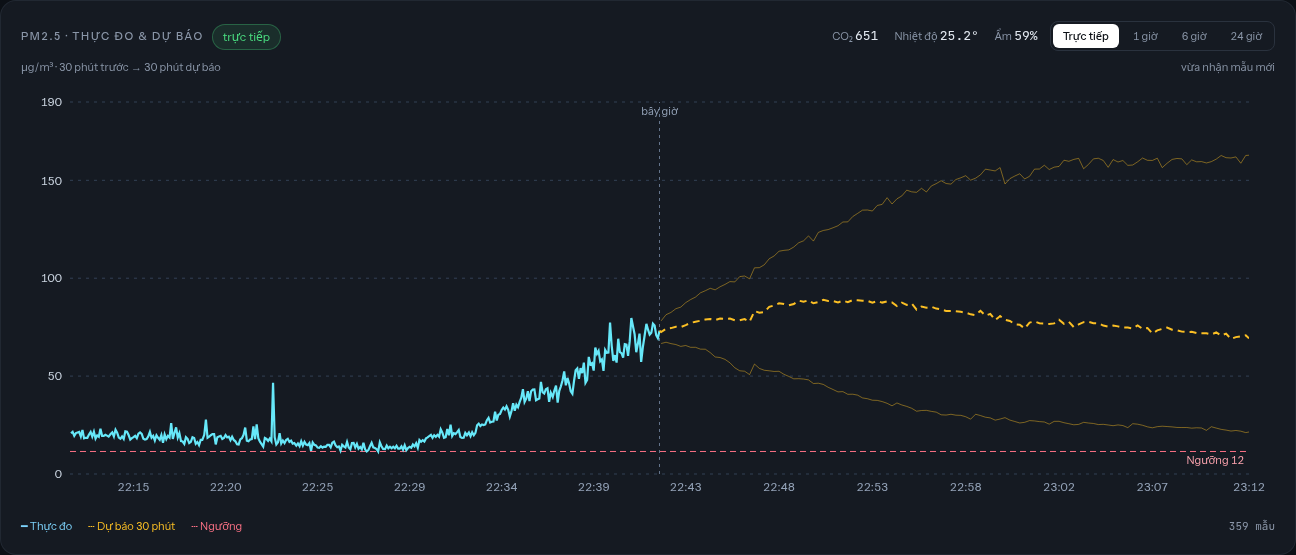 PM2.5 · THỰC ĐO & DỰ BÁO trực tiếp CO₂ 651 Nhiệt độ 25.2° Ẩm 59% Trực tiếp 1 giờ 6 giờ 24 giờ
µg/m³ · 30 phút trước → 30 phút dự báo vừa nhận mẫu mới
190
bây giờ
150
100
50
Ngưỡng 12
0
22:15 22:20 22:25 22:29 22:34 22:39 22:43 22:48 22:53 22:58 23:02 23:07 23:12
Thực đo Dự báo 30 phút Ngưỡng 359 mẫu